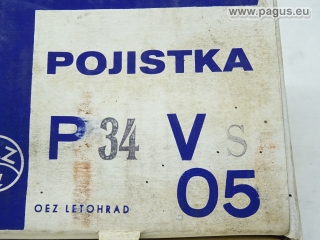 www.pagus.eu
POJISTKA
P 34 V S
05
OEZ LETOHRAD